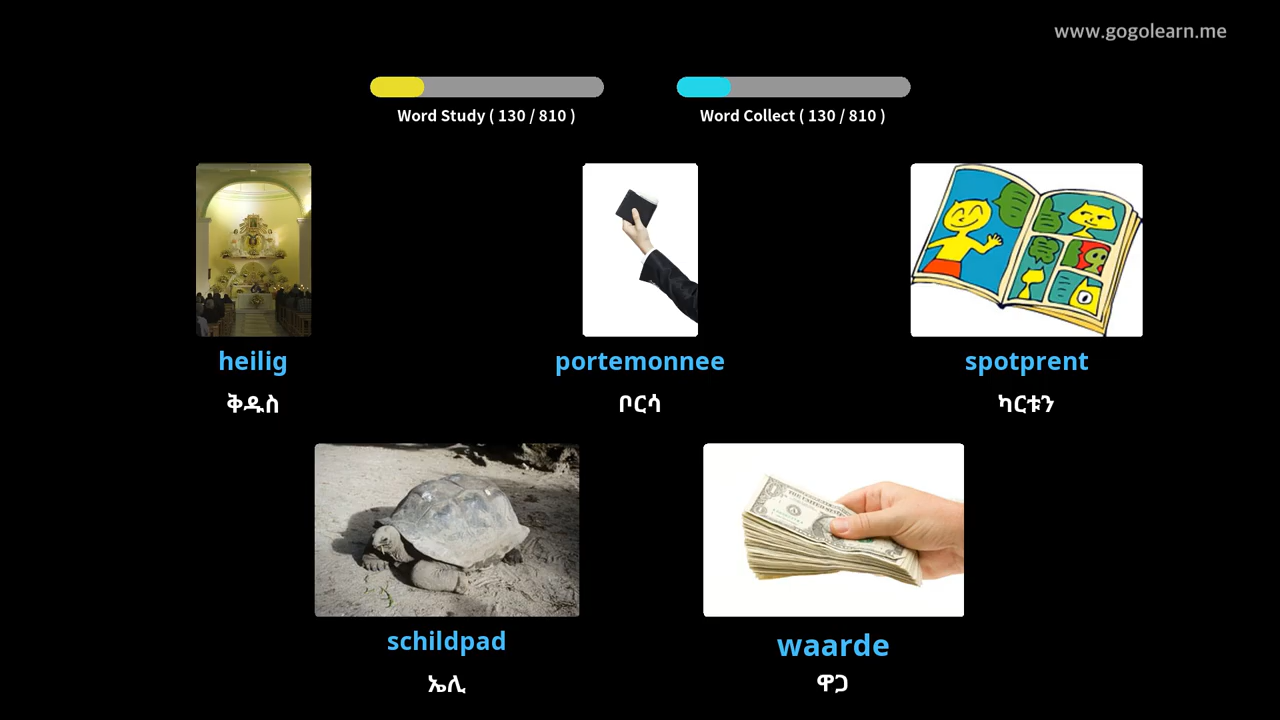 www.gogolearn.me
Word Study ( 130 / 810 )
Word Collect ( 130 / 810 )
heilig
portemonnee
spotprent
ቅዱስ
ቦርሳ
ካርቱን
schildpad
waarde
ኤሊ
ዋጋ